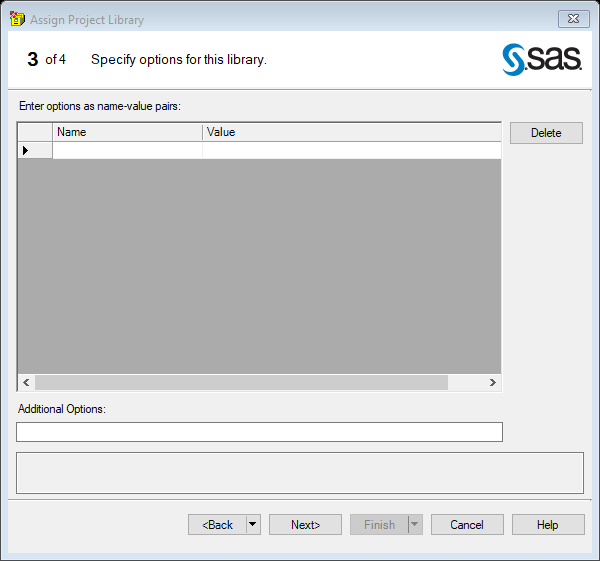 Assign Project Library
3 of 4 Specify options for this library.
sas
Enter options as name-value pairs:
Name Value
Delete
Additional Options:
<Back Next> Finish Cancel Help